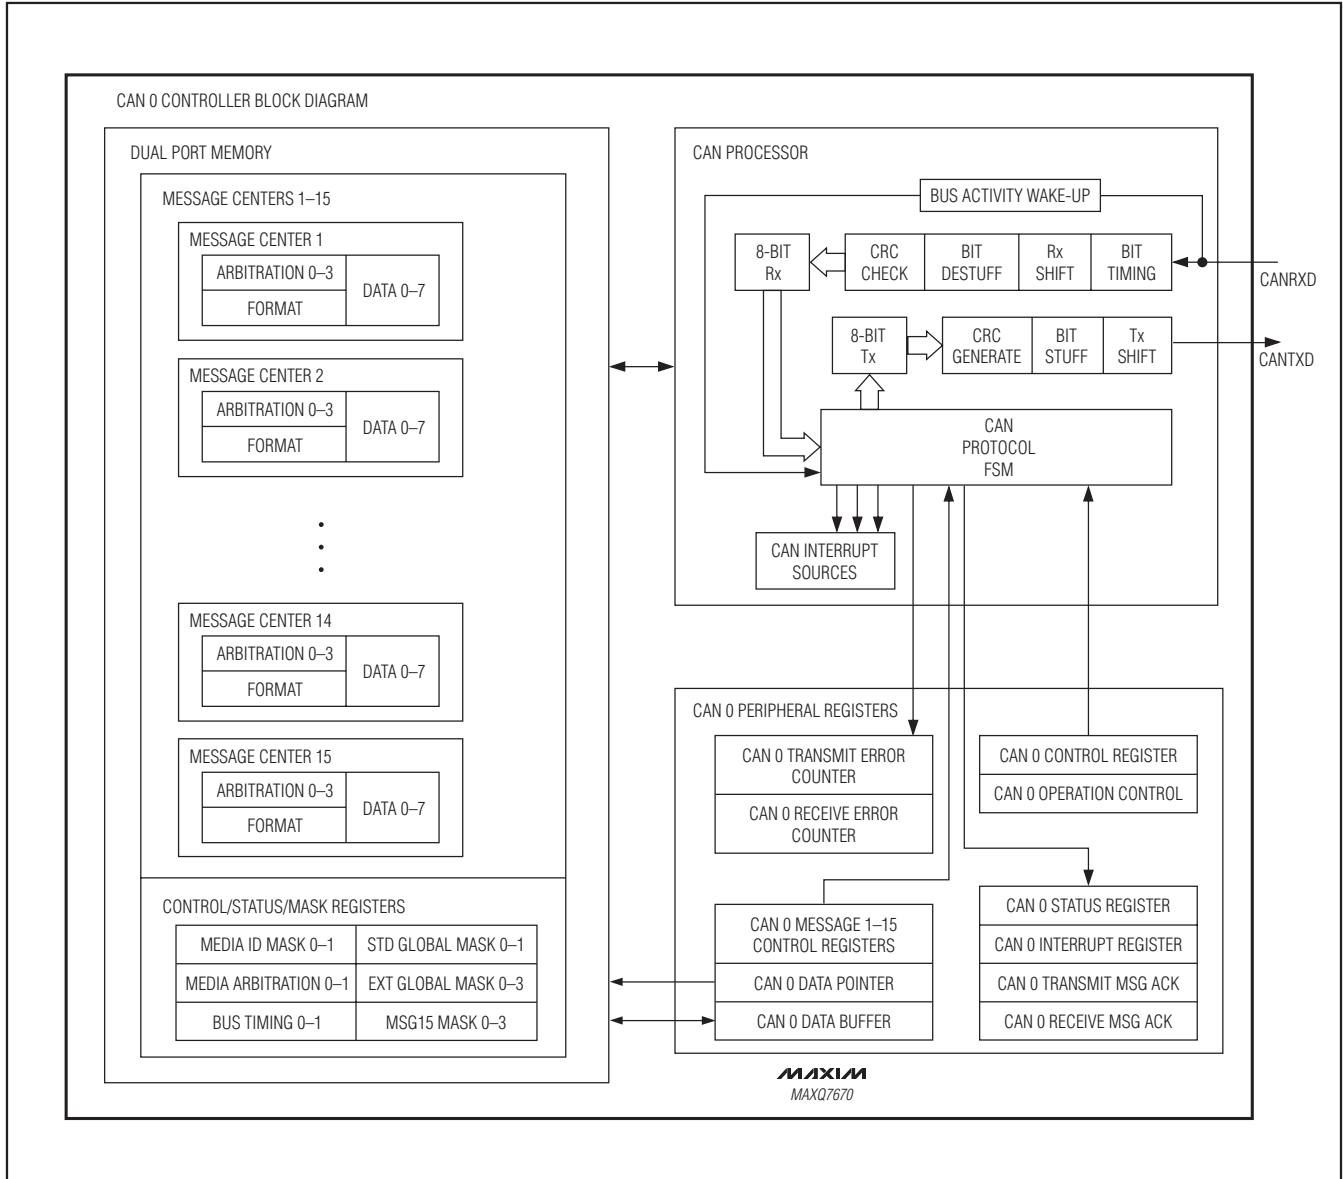 CAN 0 CONTROLLER BLOCK DIAGRAM
DUAL PORT MEMORY
MESSAGE CENTERS 1–15
MESSAGE CENTER 1
ARBITRATION 0–3
FORMAT
DATA 0–7
MESSAGE CENTER 2
ARBITRATION 0–3
FORMAT
DATA 0–7
MESSAGE CENTER 14
ARBITRATION 0–3
FORMAT
DATA 0–7
MESSAGE CENTER 15
ARBITRATION 0–3
FORMAT
DATA 0–7
CONTROL/STATUS/MASK REGISTERS
MEDIA ID MASK 0–1
STD GLOBAL MASK 0–1
MEDIA ARBITRATION 0–1
EXT GLOBAL MASK 0–3
BUS TIMING 0–1
MSG15 MASK 0–3
CAN PROCESSOR
BUS ACTIVITY WAKE-UP
8-BIT
Rx
CRC
CHECK
BIT
DESTUFF
Rx
SHIFT
BIT
TIMING
CANRXD
8-BIT
Tx
CRC
GENERATE
BIT
STUFF
Tx
SHIFT
CANTXD
CAN
PROTOCOL
FSM
CAN INTERRUPT
SOURCES
CAN 0 PERIPHERAL REGISTERS
CAN 0 TRANSMIT ERROR
COUNTER
CAN 0 RECEIVE ERROR
COUNTER
CAN 0 CONTROL REGISTER
CAN 0 OPERATION CONTROL
CAN 0 MESSAGE 1–15
CONTROL REGISTERS
CAN 0 DATA POINTER
CAN 0 DATA BUFFER
CAN 0 STATUS REGISTER
CAN 0 INTERRUPT REGISTER
CAN 0 TRANSMIT MSG ACK
CAN 0 RECEIVE MSG ACK
MAXIM
MAXQ7670